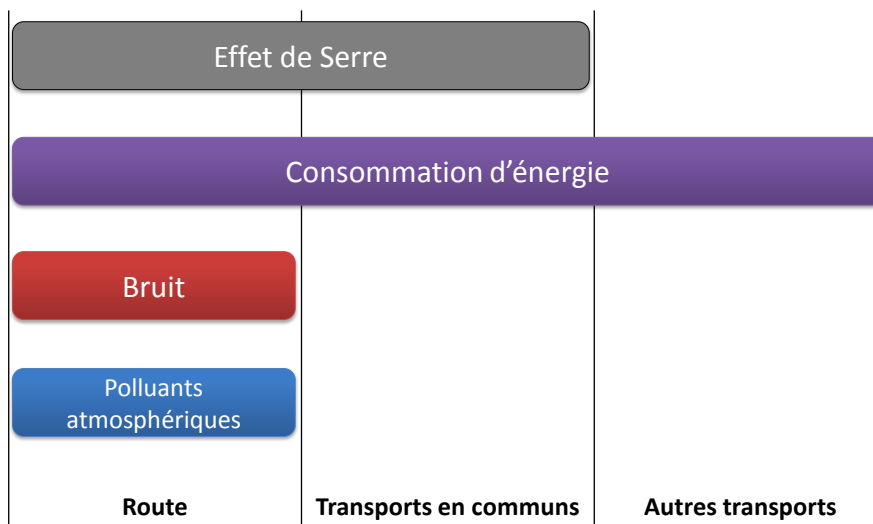 Effet de Serre
Consommation d’énergie
Bruit
Polluants
atmosphériques
Route
Transports en communs
Autres transports